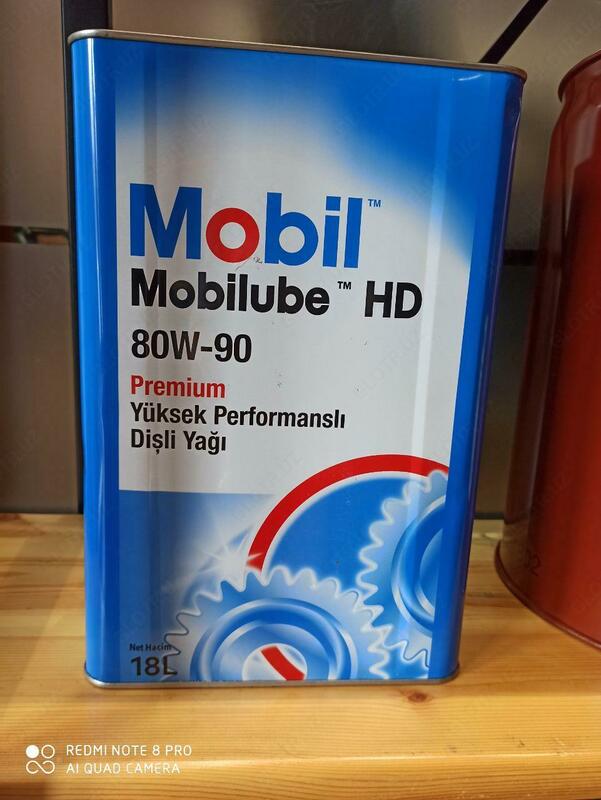 Mobil™
Mobilube™ HD
80W-90
Premium
Yüksek Performanslı
Dişli Yağı
Net Hacim
18L
REDMI NOTE 8 PRO
AI QUAD CAMERA